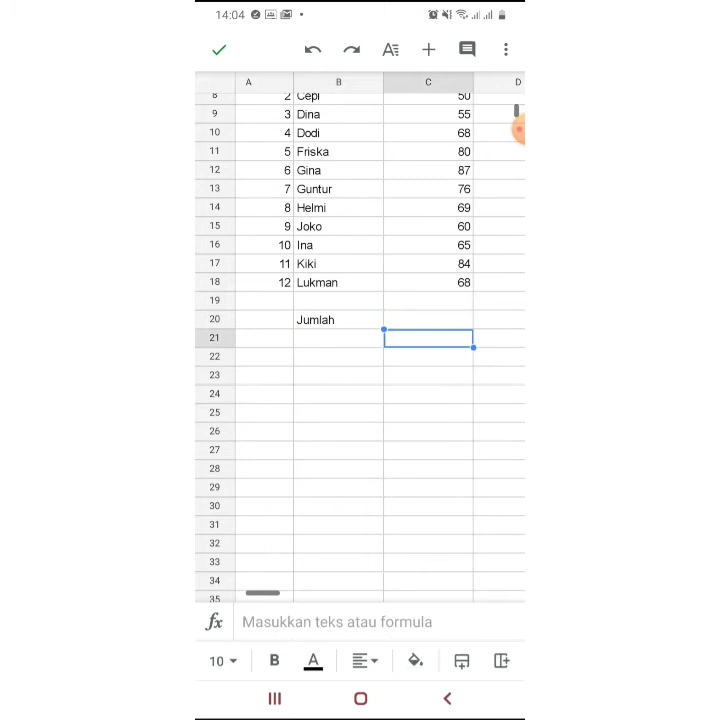 14:04
A B C D
8 2 Cepi 50
9 3 Dina 55
10 4 Dodi 68
11 5 Friska 80
12 6 Gina 87
13 7 Guntur 76
14 8 Helmi 69
15 9 Joko 60
16 10 Ina 65
17 11 Kiki 84
18 12 Lukman 68
19
20 Jumlah
21
22
23
24
25
26
27
28
29
30
31
32
33
34
35
fx Masukkan teks atau formula
10 B A